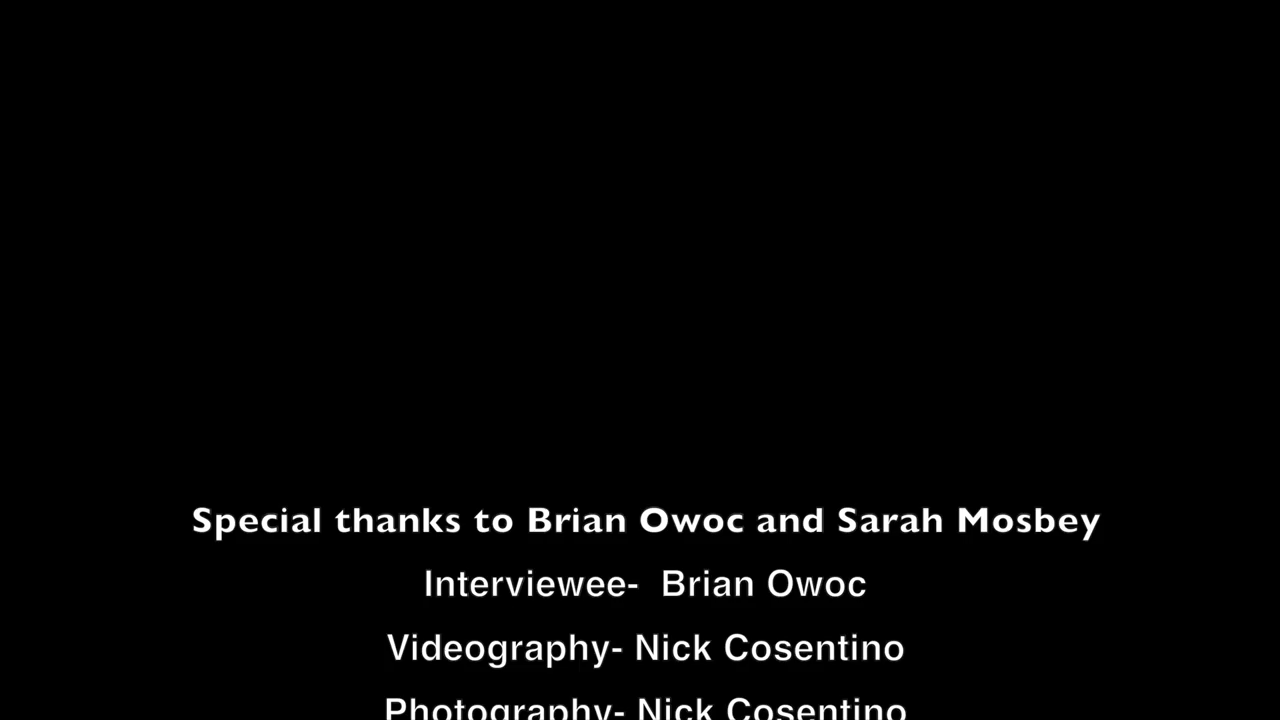 Special thanks to Brian Owoc and Sarah Mosbey
Interviewee-  Brian Owoc
Videography- Nick Cosentino
Photography- Nick Cosentino